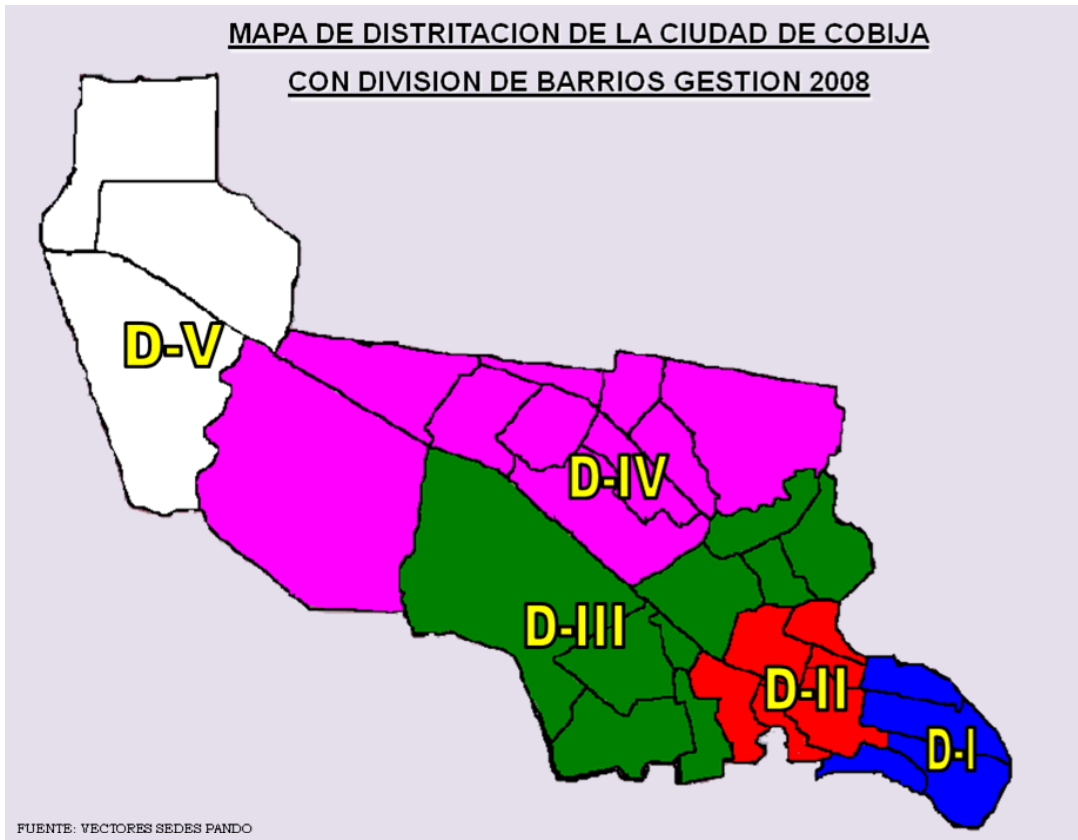 MAPA DE DISTRITACION DE LA CIUDAD DE COBIJA
CON DIVISION DE BARRIOS GESTION 2008
D-V
D-IV
D-III
D-II
D-I
FUENTE: VECTORES SEDES PANDO